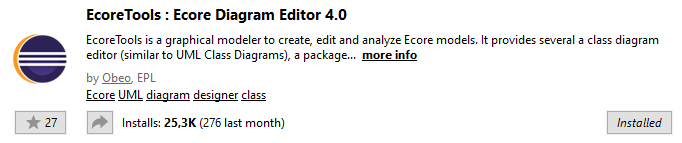 EcoreTools : Ecore Diagram Editor 4.0
EcoreTools is a graphical modeler to create, edit and analyze Ecore models. It provides several a class diagram
editor (similar to UML Class Diagrams), a package... more info
by Obeo, EPL
Ecore UML diagram designer class
27 Installs: 25,3K (276 last month) Installed